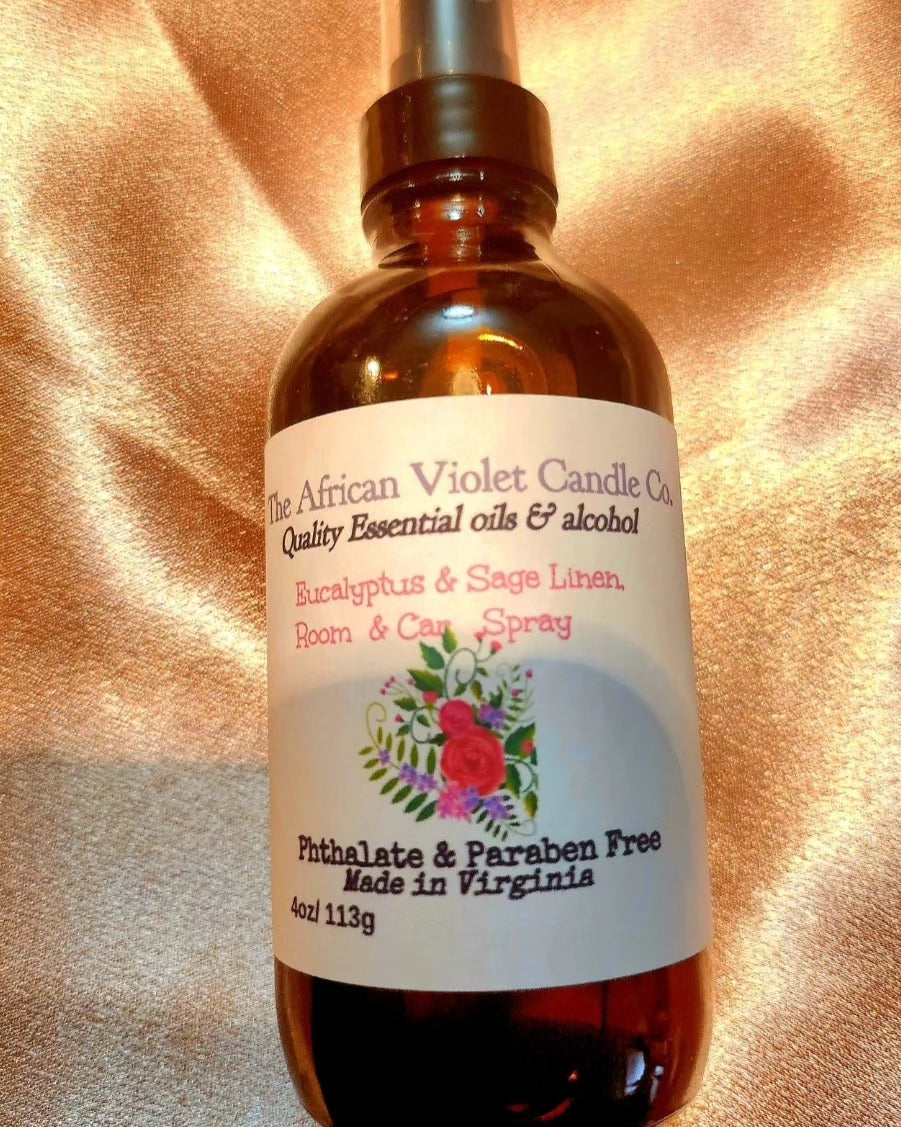 The African Violet Candle Co.
Quality Essential oils & alcohol
Eucalyptus & Sage Linen,
Room & Car Spray
Phthalate & Paraben Free
Made in Virginia
4oz/ 113g